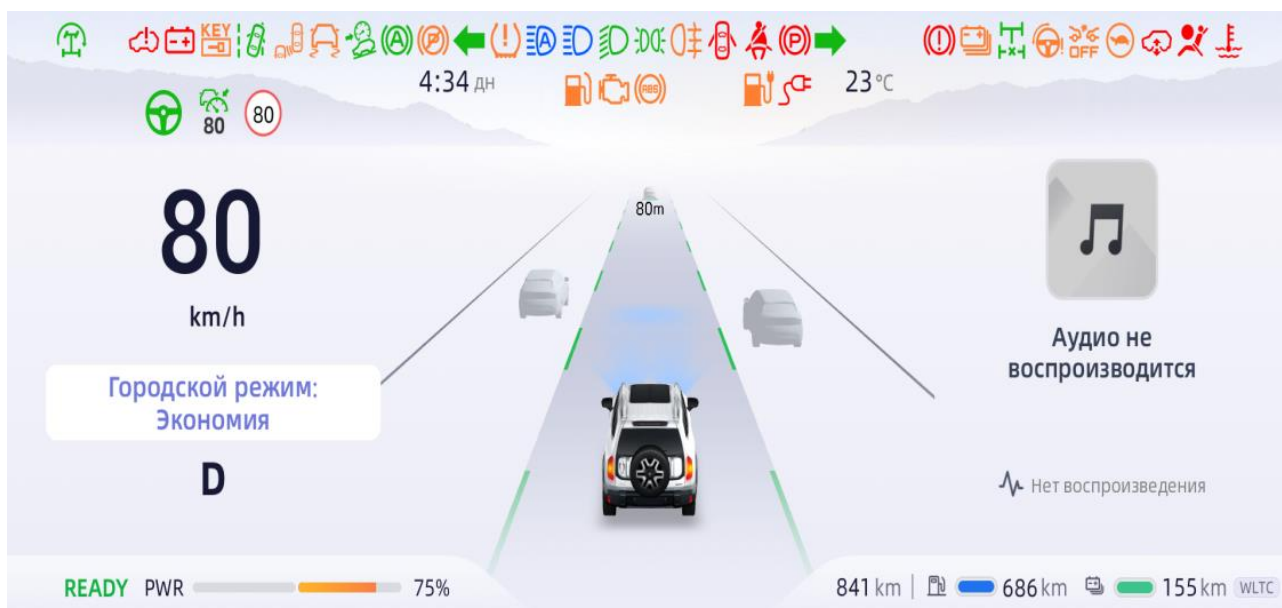 KEY
A
P
A
P
OFF
4:34 дн
ABS
23 °C
80
80
80
km/h
80m
Городской режим:
Экономия
D
Аудио не
воспроизводится
Нет воспроизведения
READY PWR 75%
841 km | 686 km 155 km WLTC